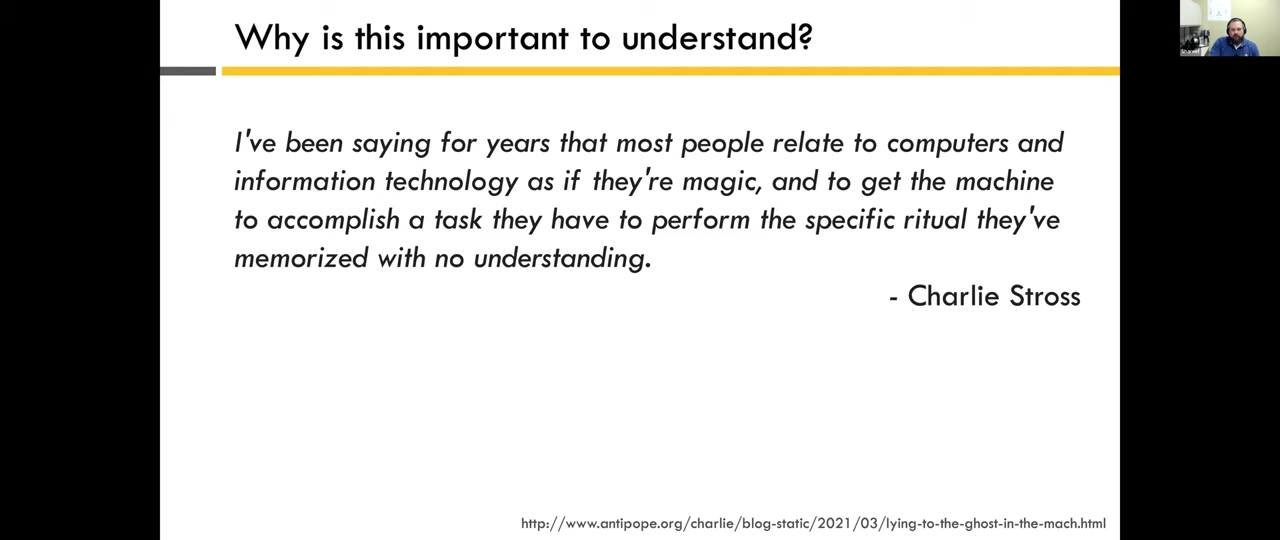 Why is this important to understand?
I've been saying for years that most people relate to computers and
information technology as if they're magic, and to get the machine
to accomplish a task they have to perform the specific ritual they've
memorized with no understanding.
- Charlie Stross
http://www.antipope.org/charlie/blog-static/2021/03/lying-to-the-ghost-in-the-mach.html